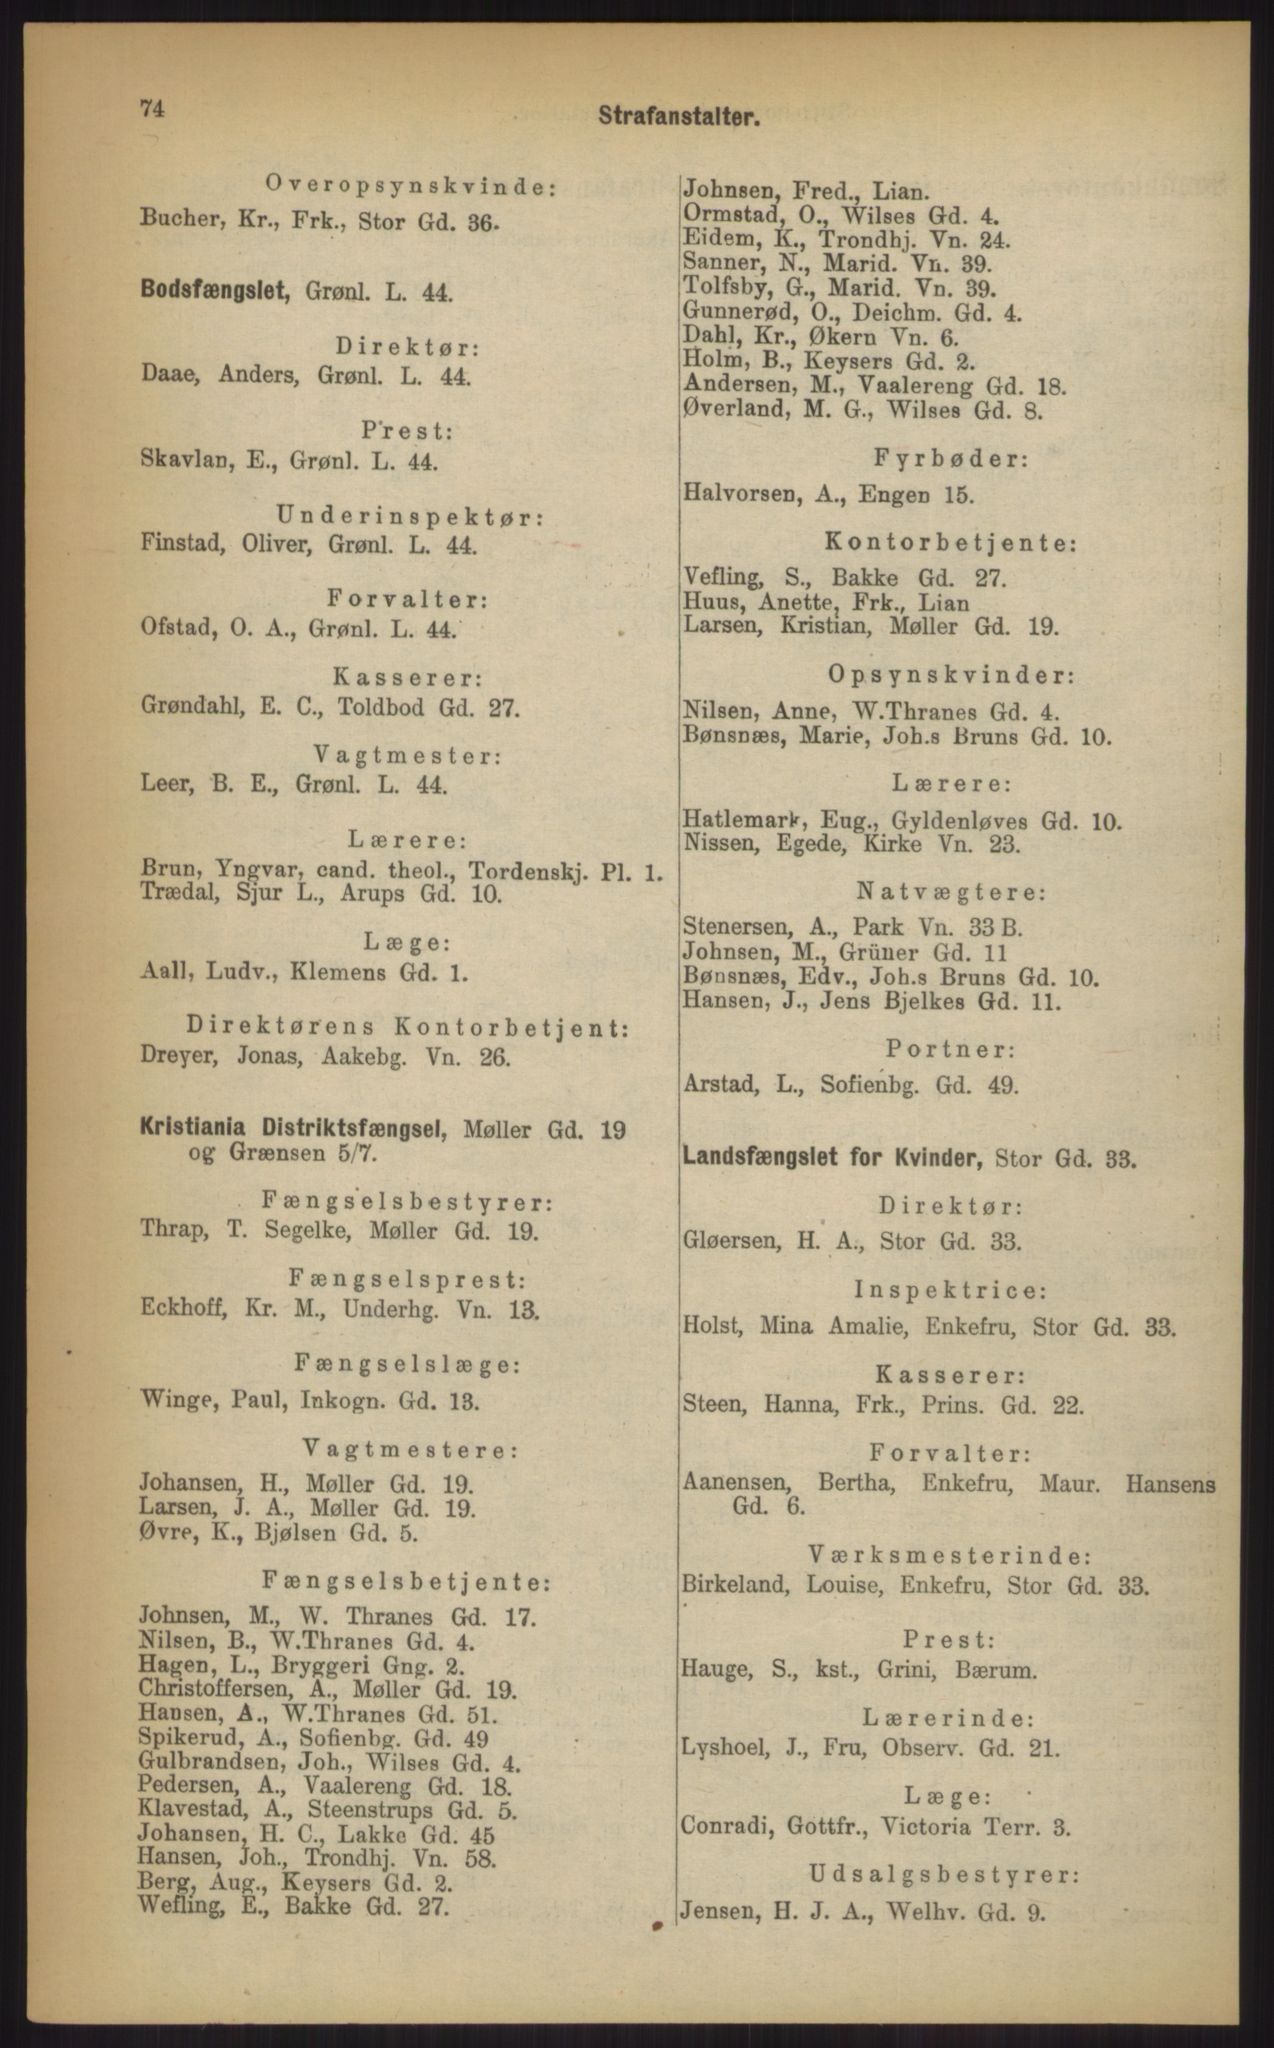 74
Strafanstalter.
Overopsynskvinde:
Bucher, Kr., Frk., Stor Gd. 36.
Bodsfængslet, Grønl. L. 44.
Direktør:
Daae, Anders, Grønl. L. 44.
Prest:
Skavlan, E., Grønl. L. 44.
Underinspektør:
Finstad, Oliver, Grønl. L. 44.
Forvalter:
Ofstad, O. A., Grønl. L. 44.
Kasserer:
Grøndahl, E. C., Toldbod Gd. 27.
Vagtmester:
Leer, B. E., Grønl. L. 44.
Lærere:
Brun, Yngvar, cand. theol., Tordenskj. Pl. 1.
Trædal, Sjur L., Arups Gd. 10.
Læge:
Aall, Ludv., Klemens Gd. 1.
Direktørens Kontorbetjent:
Dreyer, Jonas, Aakebg. Vn. 26.
Kristiania Distriktsfængsel, Møller Gd. 19
og Grænsen 5/7.
Fængselsbestyrer:
Thrap, T. Segelke, Møller Gd. 19.
Fængselsprest:
Eckhoff, Kr. M., Underhg. Vn. 13.
Fængselslæge:
Winge, Paul, Inkogn. Gd. 13.
Vagtmestere:
Johansen, H., Møller Gd. 19.
Larsen, J. A., Møller Gd. 19.
Øvre, K., Bjølsen Gd. 5.
Fængselsbetjente:
Johnsen, M., W. Thranes Gd. 17.
Nilsen, B., W.Thranes Gd. 4.
Hagen, L., Bryggeri Gng. 2.
Christoffersen, A., Møller Gd. 19.
Hansen, A., W.Thranes Gd. 51.
Spikerud, A., Sofienbg. Gd. 49
Gulbrandsen, Joh., Wilses Gd. 4.
Pedersen, A., Vaalereng Gd. 18.
Klavestad, A., Steenstrups Gd. 5.
Johansen, H. C., Lakke Gd. 45
Hansen, Joh., Trondhj. Vn. 58.
Berg, Aug., Keysers Gd. 2.
Wefling, E., Bakke Gd. 27.
Johnsen, Fred., Lian.
Ormstad, O., Wilses Gd. 4.
Eidem, K., Trondhj. Vn. 24.
Sanner, N., Marid. Vn. 39.
Tolfsby, G., Marid. Vn. 39.
Gunnerød, O., Deichm. Gd. 4.
Dahl, Kr., Økern Vn. 6.
Holm, B., Keysers Gd. 2.
Andersen, M., Vaalereng Gd. 18.
Øverland, M. G., Wilses Gd. 8.
Fyrbøder:
Halvorsen, A., Engen 15.
Kontorbetjente:
Vefling, S., Bakke Gd. 27.
Huus, Anette, Frk., Lian
Larsen, Kristian, Møller Gd. 19.
Opsynskvinder:
Nilsen, Anne, W.Thranes Gd. 4.
Bønsnæs, Marie, Joh.s Bruns Gd. 10.
Lærere:
Hatlemark, Eug., Gyldenløves Gd. 10.
Nissen, Egede, Kirke Vn. 23.
Natvægtere:
Stenersen, A., Park Vn. 33 B.
Johnsen, M., Grüner Gd. 11
Bønsnæs, Edv., Joh.s Bruns Gd. 10.
Hansen, J., Jens Bjelkes Gd. 11.
Portner:
Arstad, L., Sofienbg. Gd. 49.
Landsfængslet for Kvinder, Stor Gd. 33.
Direktør:
Gløersen, H. A., Stor Gd. 33.
Inspektrice:
Holst, Mina Amalie, Enkefru, Stor Gd. 33.
Kasserer:
Steen, Hanna, Frk., Prins. Gd. 22.
Forvalter:
Aanensen, Bertha, Enkefru, Maur. Hansens
Gd. 6.
Værksmesterinde:
Birkeland, Louise, Enkefru, Stor Gd. 33.
Prest:
Hauge, S., kst., Grini, Bærum.
Lærerinde:
Lyshoel, J., Fru, Observ. Gd. 21.
Læge:
Conradi, Gottfr., Victoria Terr. 3.
Udsalgsbestyrer:
Jensen, H. J. A., Welhv. Gd. 9.